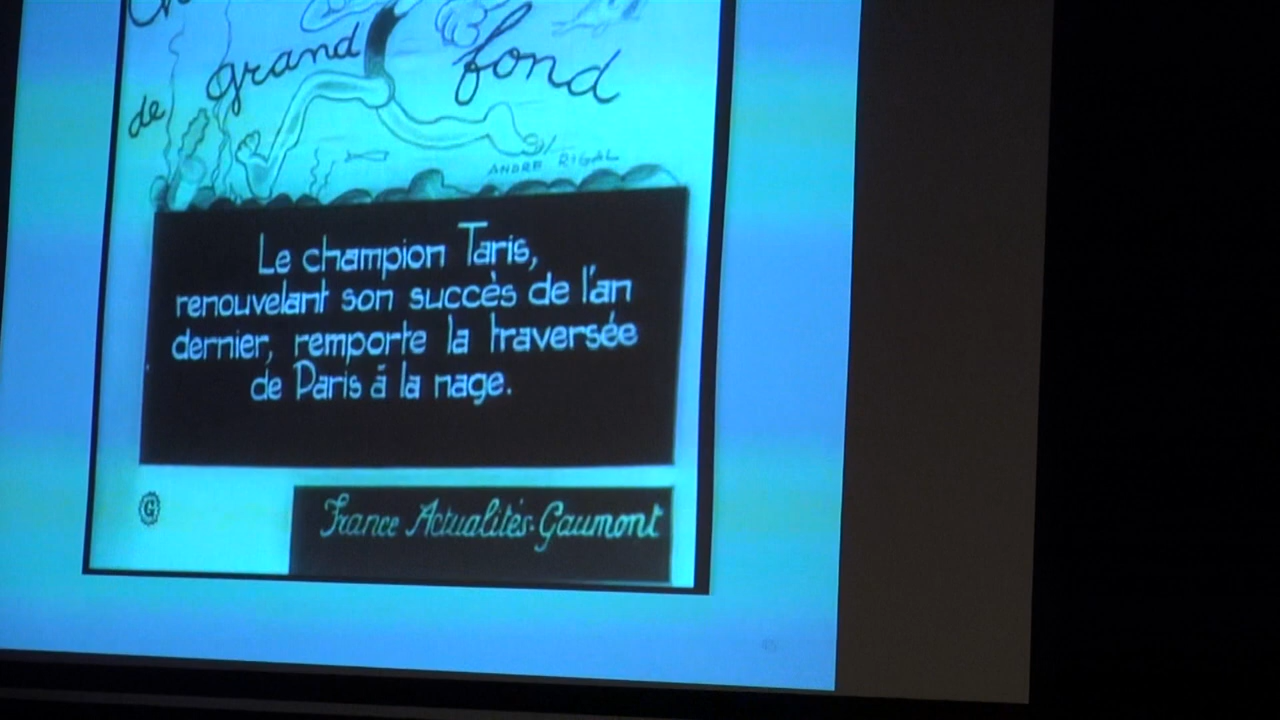 de grand fond
ANDRÉ RIGAL
Le champion Taris,
renouvelant son succès de l'an
dernier, remporte la traversée
de Paris à la nage.
G
France Actualités-Gaumont